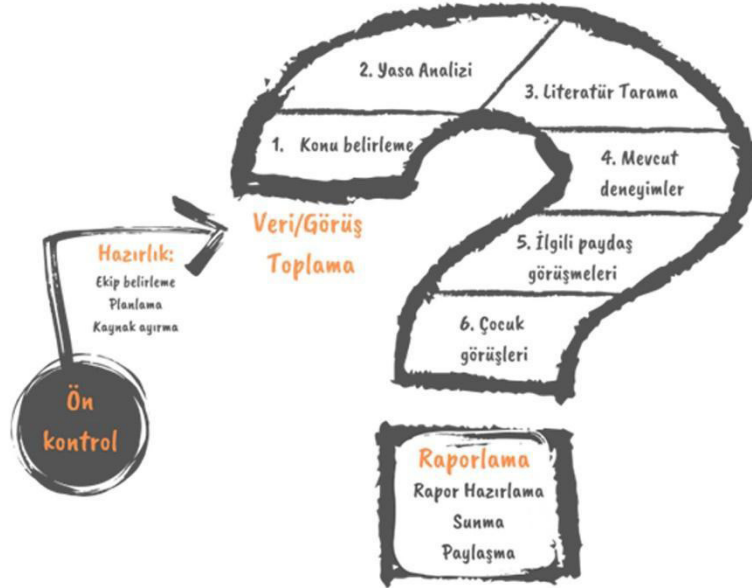 Ön
kontrol
Hazırlık:
Ekip belirleme
Planlama
Kaynak ayırma
Veri/Görüş
Toplama
1. Konu belirleme
2. Yasa Analizi
3. Literatür Tarama
4. Mevcut
deneyimler
5. İlgili paydaş
görüşmeleri
6. Çocuk
görüşleri
Raporlama
Rapor Hazırlama
Sunma
Paylaşma